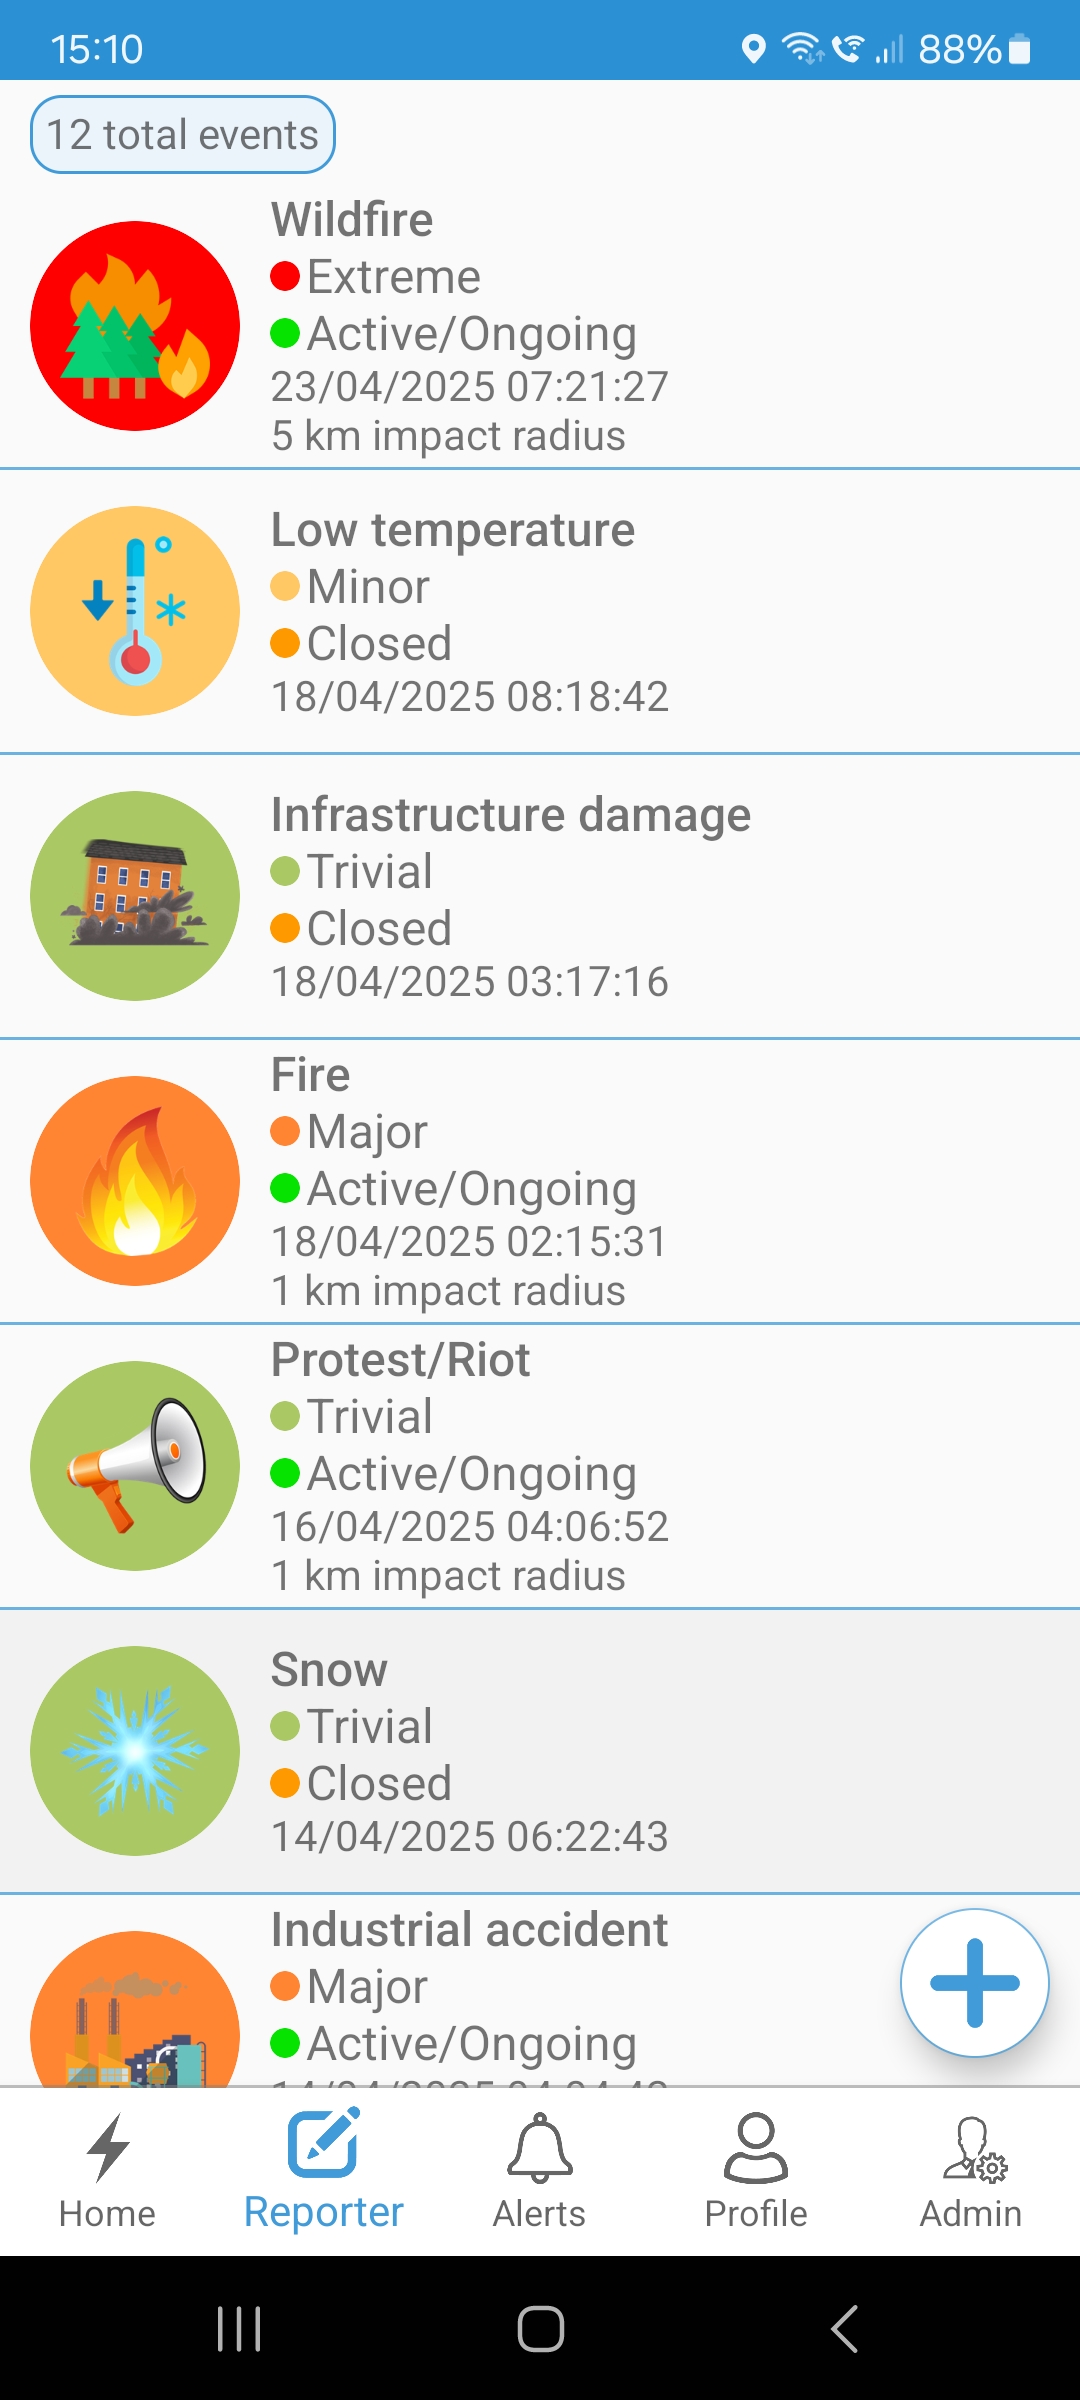 15:10
88%
12 total events
Wildfire
Extreme
Active/Ongoing
23/04/2025 07:21:27
5 km impact radius
Low temperature
Minor
Closed
18/04/2025 08:18:42
Infrastructure damage
Trivial
Closed
18/04/2025 03:17:16
Fire
Major
Active/Ongoing
18/04/2025 02:15:31
1 km impact radius
Protest/Riot
Trivial
Active/Ongoing
16/04/2025 04:06:52
1 km impact radius
Snow
Trivial
Closed
14/04/2025 06:22:43
Industrial accident
Major
Active/Ongoing
Home
Reporter
Alerts
Profile
Admin